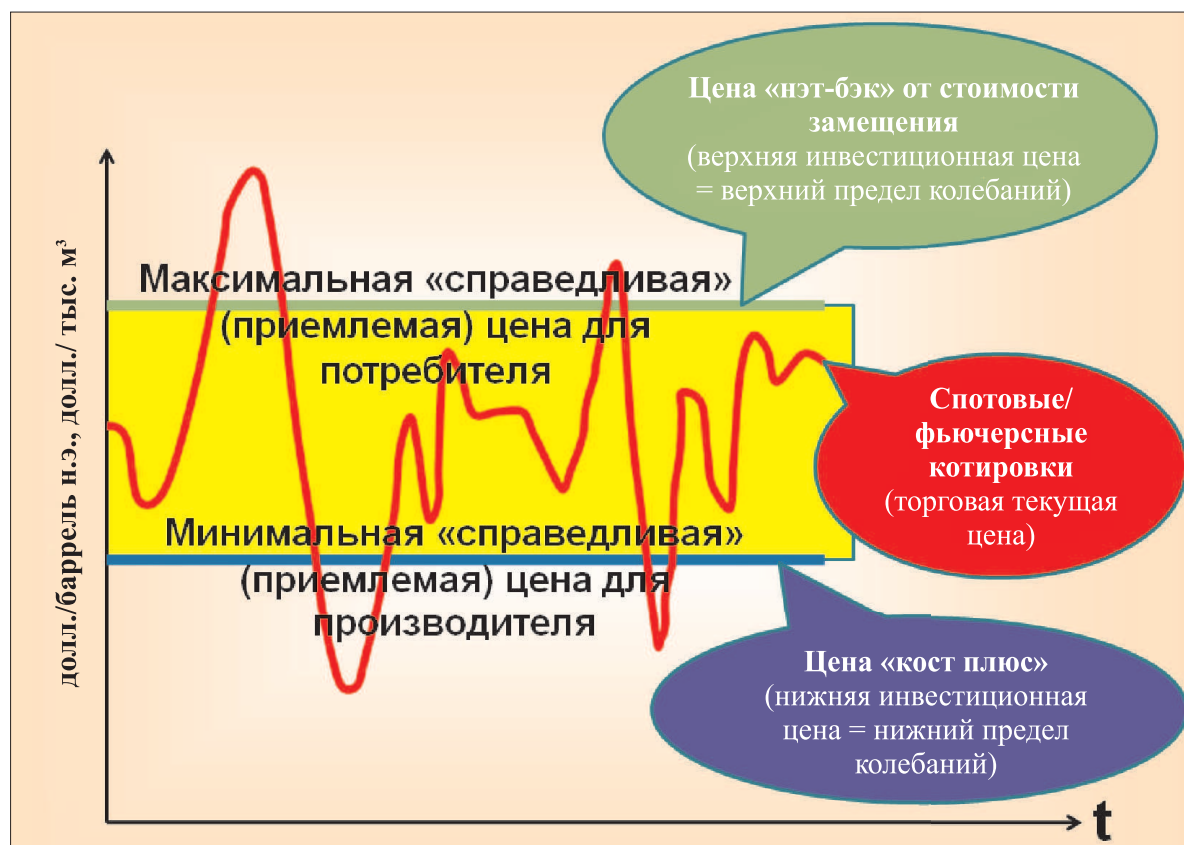 Цена «нэт-бэк» от стоимости
замещения
(верхняя инвестиционная цена
= верхний предел колебаний)
долл./баррель н.э., долл./ тыс. м³
Максимальная «справедливая»
(приемлемая) цена для
потребителя
Спотовые/
фьючерсные
котировки
(торговая текущая
цена)
Минимальная «справедливая»
(приемлемая) цена для
производителя
Цена «кост плюс»
(нижняя инвестиционная
цена = нижний предел
колебаний)
t